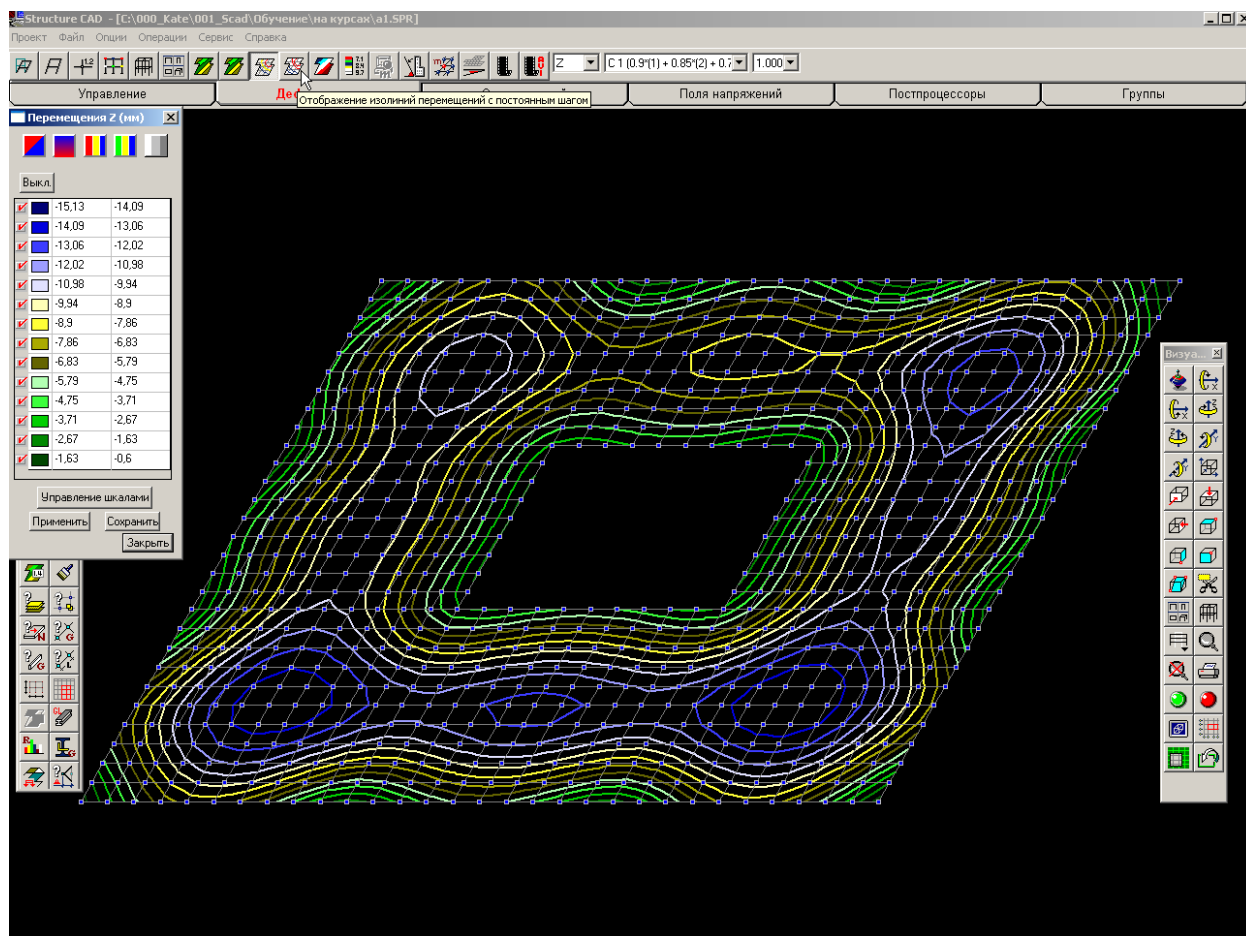 Structure CAD - [C:\000_Kate\001_Scad\Обучение\на курсах\a1.SPR]
Проект Файл Опции Операции Сервис Справка
Z C 1 (0.9*(1) + 0.85*(2) + 0.7 1.000
Управление Деф Поля напряжений Постпроцессоры Группы
Отображение изолиний перемещений с постоянным шагом
Перемещения Z (мм)
Выкл.
-15,13 -14,09
-14,09 -13,06
-13,06 -12,02
-12,02 -10,98
-10,98 -9,94
-9,94 -8,9
-8,9 -7,86
-7,86 -6,83
-6,83 -5,79
-5,79 -4,75
-4,75 -3,71
-3,71 -2,67
-2,67 -1,63
-1,63 -0,6
Управление шкалами
Применить Сохранить
Закрыть
Визуа...